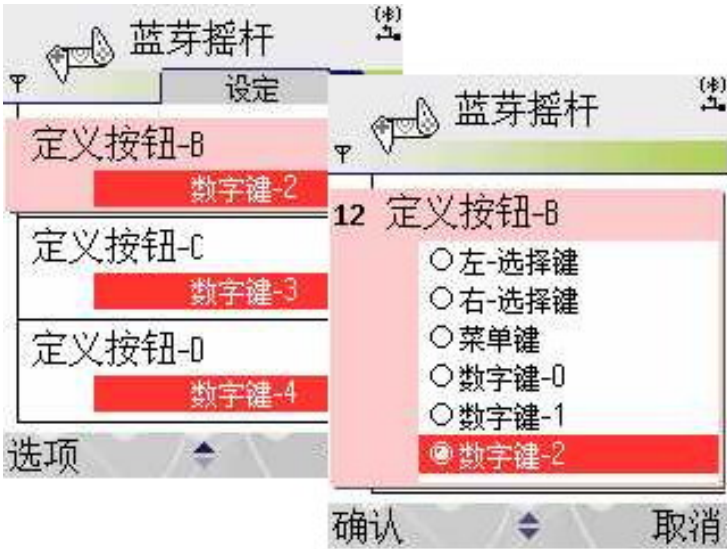 蓝芽摇杆
设定
定义按钮-B
数字键-2
定义按钮-C
数字键-3
定义按钮-D
数字键-4
选项
蓝芽摇杆
12 定义按钮-B
左-选择键
右-选择键
菜单键
数字键-0
数字键-1
数字键-2
确认 取消